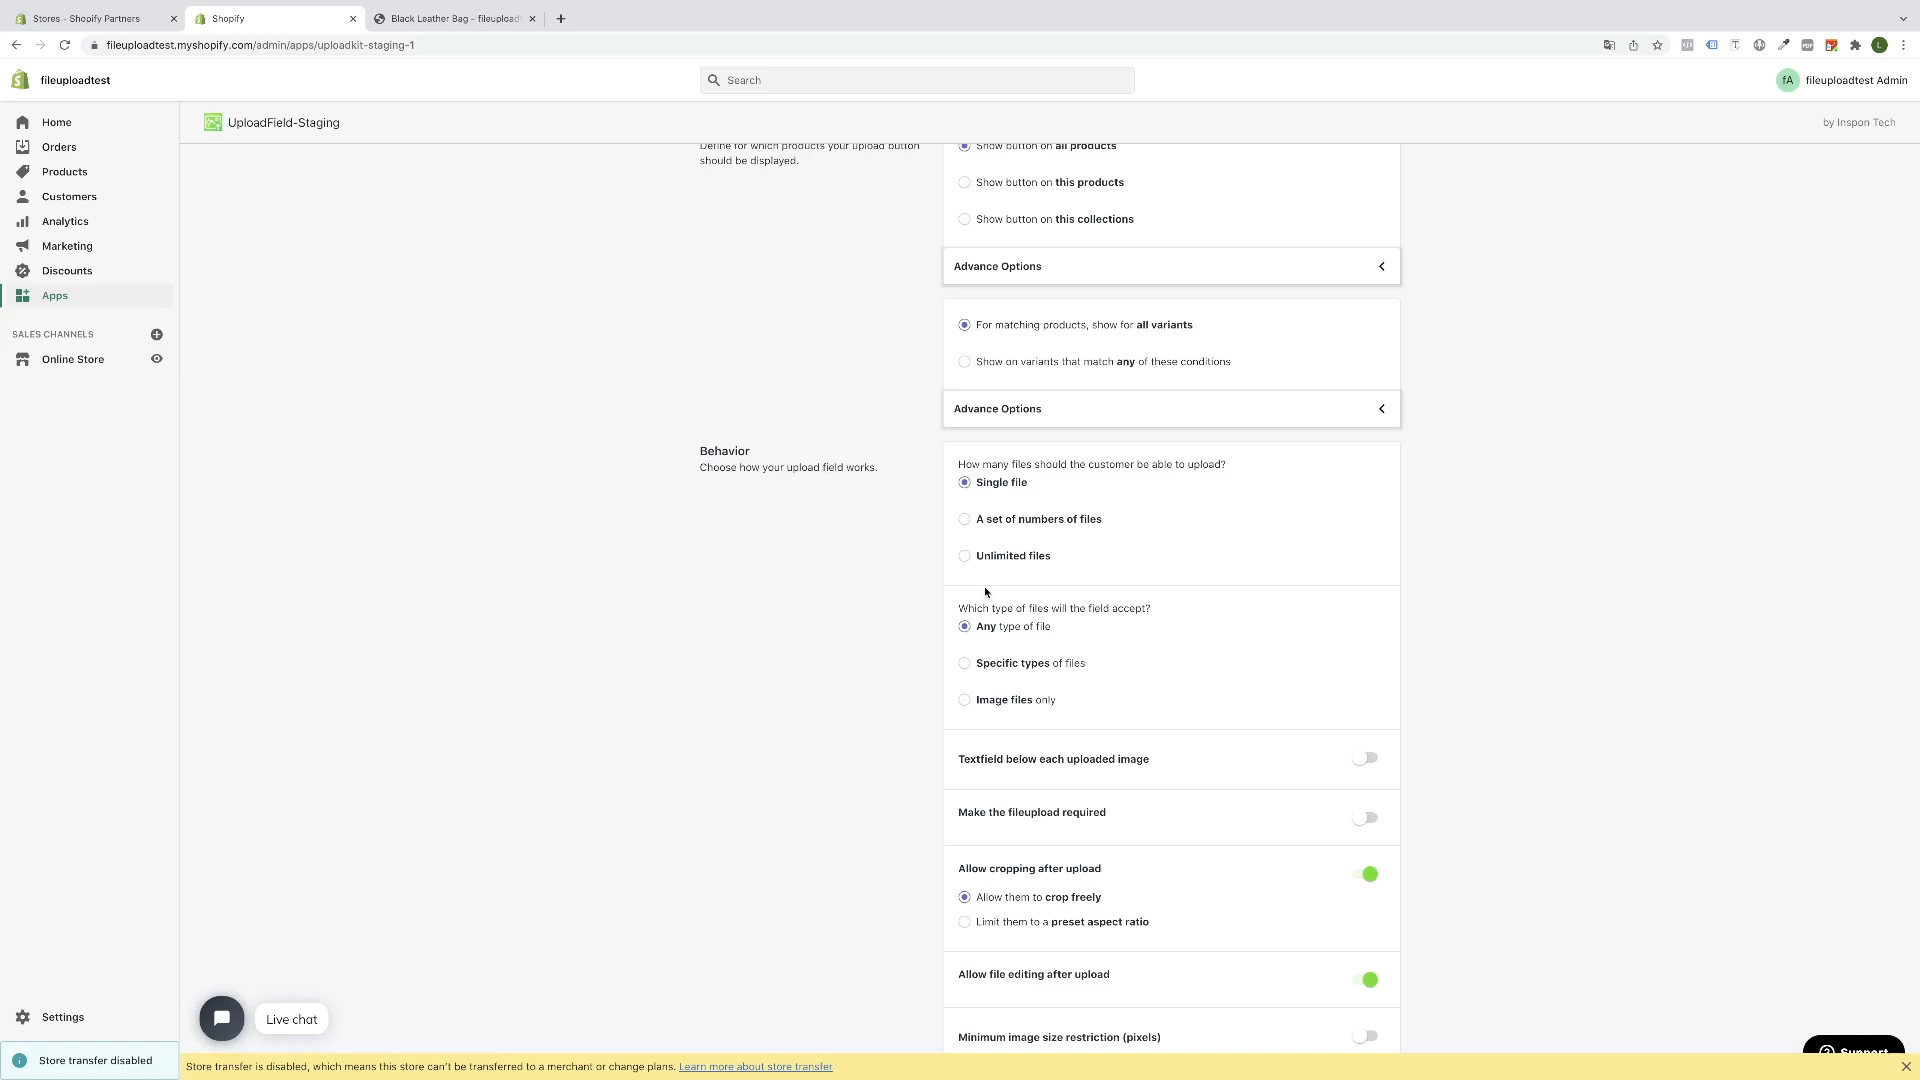 Stores - Shopify Partners
Shopify
Black Leather Bag – fileupload
fileuploadtest.myshopify.com/admin/apps/uploadkit-staging-1
fileuploadtest
Search
fA
fileuploadtest Admin
UploadField-Staging
by Inspon Tech
Home
Orders
Products
Customers
Analytics
Marketing
Discounts
Apps
SALES CHANNELS
Online Store
Settings
Store transfer disabled
Define for which products your upload button
should be displayed.
Show button on all products
Show button on this products
Show button on this collections
Advance Options
For matching products, show for all variants
Show on variants that match any of these conditions
Advance Options
Behavior
Choose how your upload field works.
How many files should the customer be able to upload?
Single file
A set of numbers of files
Unlimited files
Which type of files will the field accept?
Any type of file
Specific types of files
Image files only
Textfield below each uploaded image
Make the fileupload required
Allow cropping after upload
Allow them to crop freely
Limit them to a preset aspect ratio
Allow file editing after upload
Minimum image size restriction (pixels)
Live chat
Support
Store transfer is disabled, which means this store can't be transferred to a merchant or change plans. Learn more about store transfer